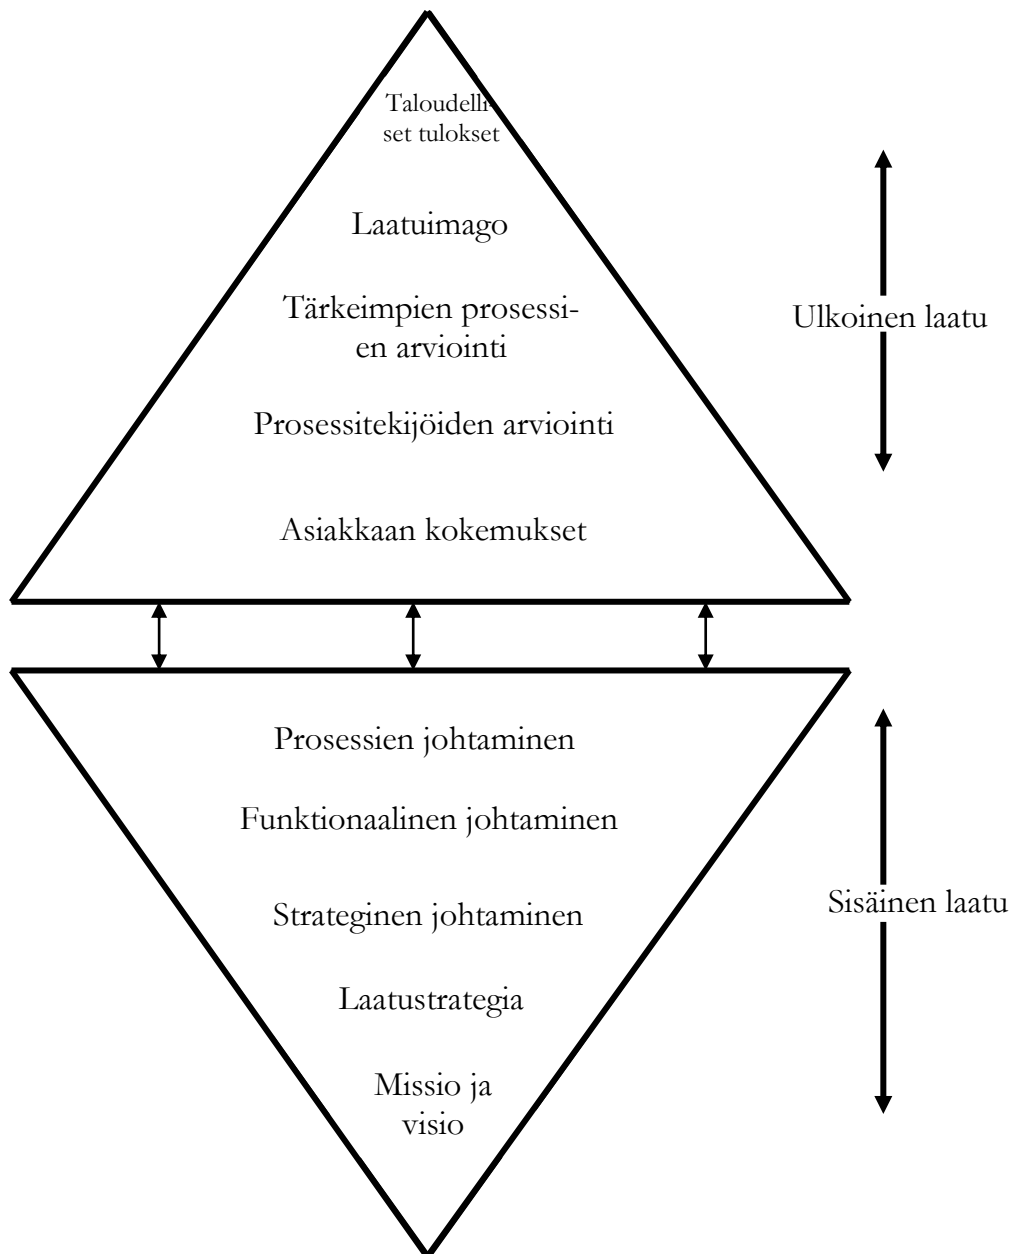 Taloudelli-
set tulokset
Laatuimago
Tärkeimpien prosessi-
en arviointi
Ulkoinen laatu
Prosessitekijöiden arviointi
Asiakkaan kokemukset
Prosessien johtaminen
Funktionaalinen johtaminen
Strateginen johtaminen
Sisäinen laatu
Laatustrategia
Missio ja
visio